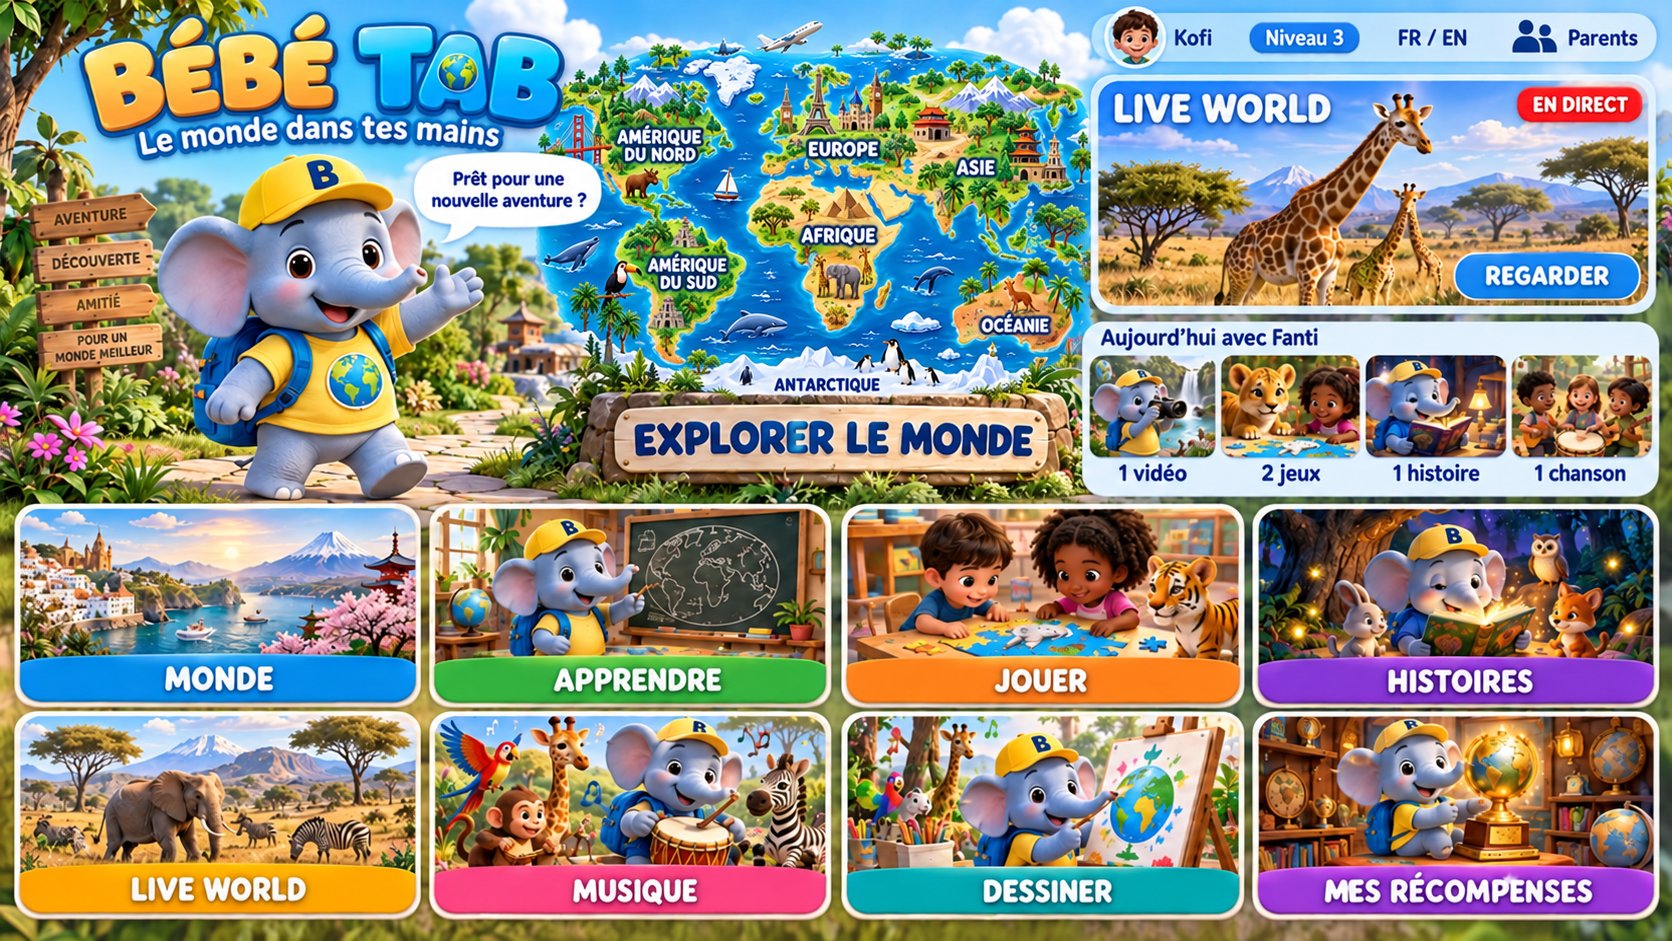 BÉBÉ TAB
Le monde dans tes mains
Prêt pour une
nouvelle aventure ?
AVENTURE
DÉCOUVERTE
AMITIÉ
POUR UN
MONDE MEILLEUR
B
AMÉRIQUE
DU NORD
EUROPE
ASIE
AFRIQUE
AMÉRIQUE
DU SUD
OCÉANIE
ANTARCTIQUE
EXPLORER LE MONDE
Kofi
Niveau 3
FR / EN
Parents
LIVE WORLD
EN DIRECT
REGARDER
Aujourd'hui avec Fanti
1 vidéo
2 jeux
1 histoire
1 chanson
MONDE
B
APPRENDRE
JOUER
B
HISTOIRES
LIVE WORLD
R
MUSIQUE
B
DESSINER
R
MES RÉCOMPENSES